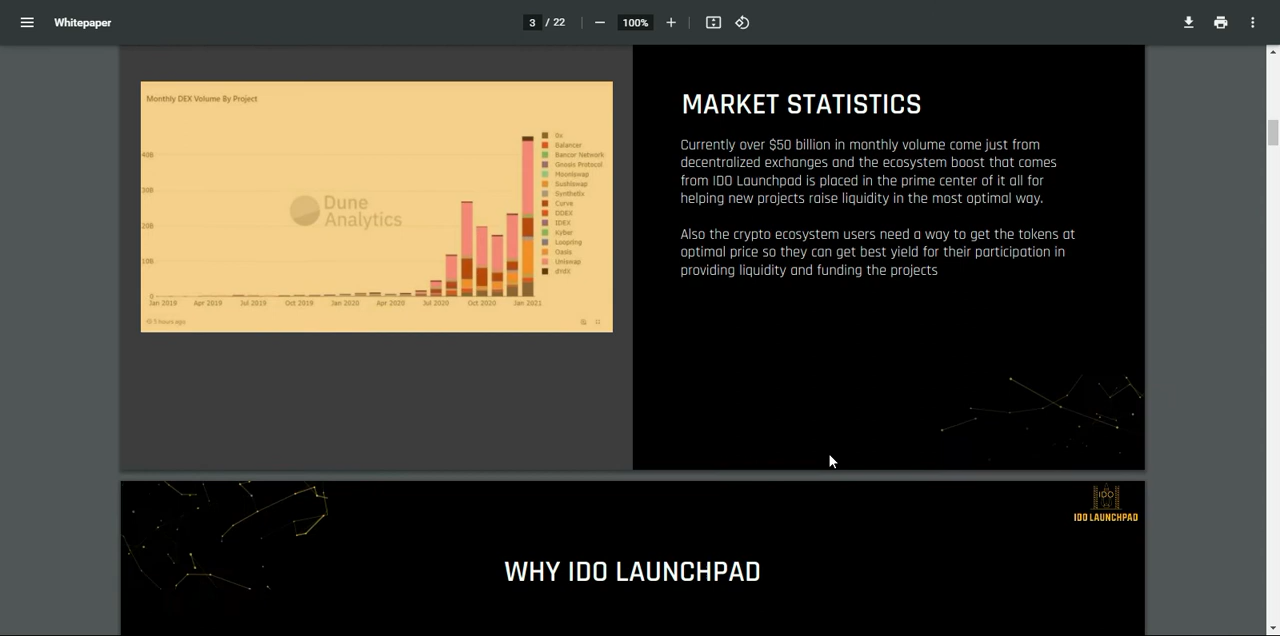 Whitepaper
3 / 22
100%
Monthly DEX Volume By Project
40B
30B
20B
10B
0
Jan 2019
Apr 2019
Jul 2019
Oct 2019
Jan 2020
Apr 2020
Jul 2020
Oct 2020
Jan 2021
Dune
Analytics
0x
Balancer
Bancor Network
Gnosis Protocol
Mooniswap
Sushiswap
Synthetix
Curve
DDEX
IDEX
Kyber
Loopring
Oasis
Uniswap
dYdX
5 hours ago
MARKET STATISTICS
Currently over $50 billion in monthly volume come just from
decentralized exchanges and the ecosystem boost that comes
from IDO Launchpad is placed in the prime center of it all for
helping new projects raise liquidity in the most optimal way.
Also the crypto ecosystem users need a way to get the tokens at
optimal price so they can get best yield for their participation in
providing liquidity and funding the projects
IDO
IDO LAUNCHPAD
WHY IDO LAUNCHPAD